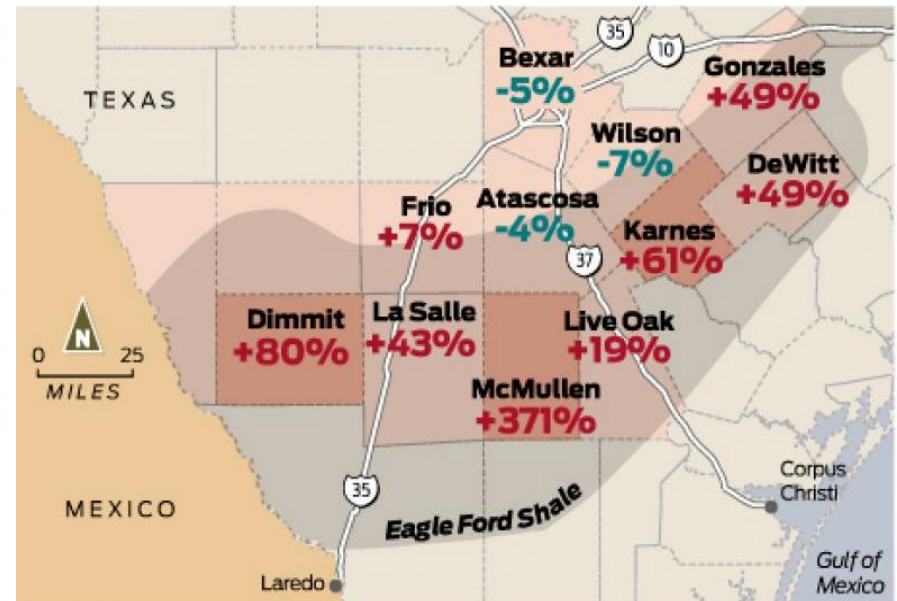 35
10
Bexar
-5%
Gonzales
+49%
TEXAS
Wilson
-7%
DeWitt
+49%
Frio
+7%
Atascosa
-4%
Karnes
+61%
37
N
0 25
MILES
Dimmit
+80%
La Salle
+43%
Live Oak
+19%
McMullen
+371%
35
Eagle Ford Shale
MEXICO
Corpus
Christi
Laredo
Gulf of
Mexico